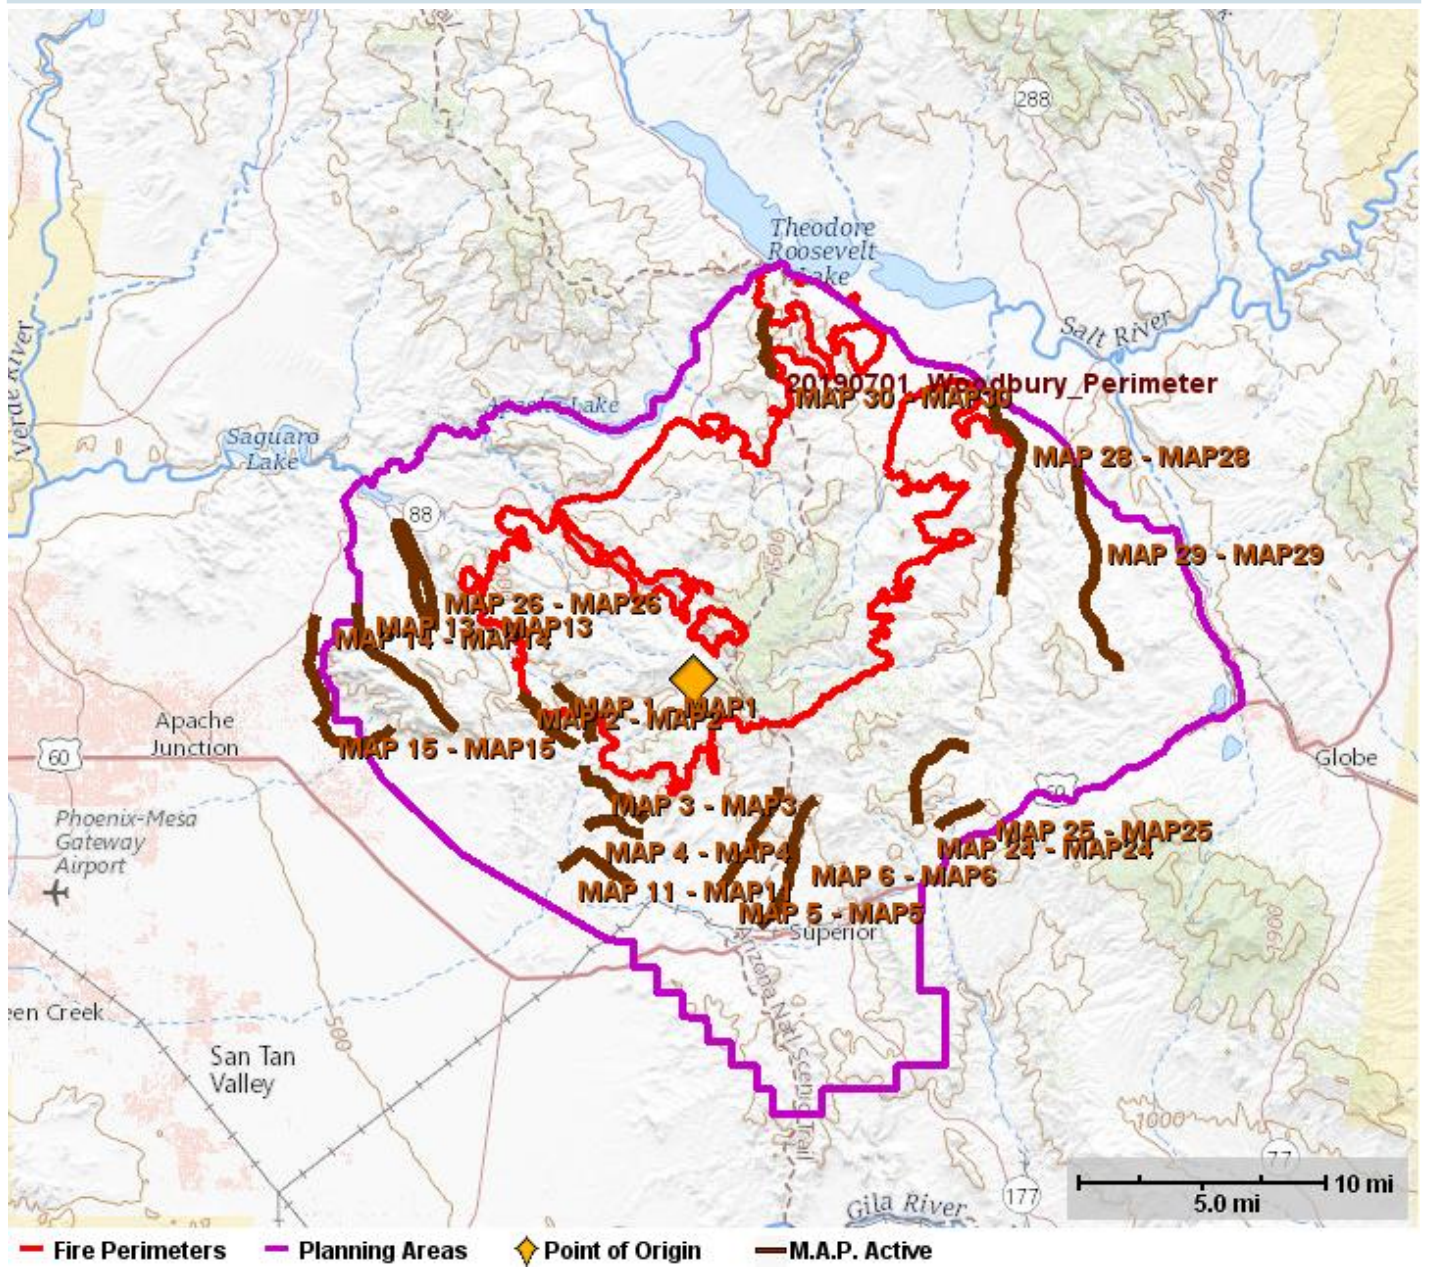 288
Theodore
Roosevelt
Lake
Salt River
Verde River
20190701_Woodbury_Perimeter
MAP 30 - MAP30
Apache Lake
Saguaro
Lake
MAP 28 - MAP28
88
1500
1000
MAP 29 - MAP29
MAP 26 - MAP26
MAP 13 - MAP13
MAP 14 - MAP14
MAP 1 - MAP1
MAP 2 - MAP2
Apache
Junction
MAP 15 - MAP15
60
Globe
60
MAP 3 - MAP3
Phoenix-Mesa
Gateway
Airport
MAP 25 - MAP25
MAP 24 - MAP24
MAP 4 - MAP4
MAP 6 - MAP6
MAP 11 - MAP11
MAP 5 - MAP5
Superior
1900
een Creek
500
San Tan
Valley
Arizona Natl Scenic Trail
1000
77
177
Gila River
10 mi
5.0 mi
Fire Perimeters
Planning Areas
Point of Origin
M.A.P. Active